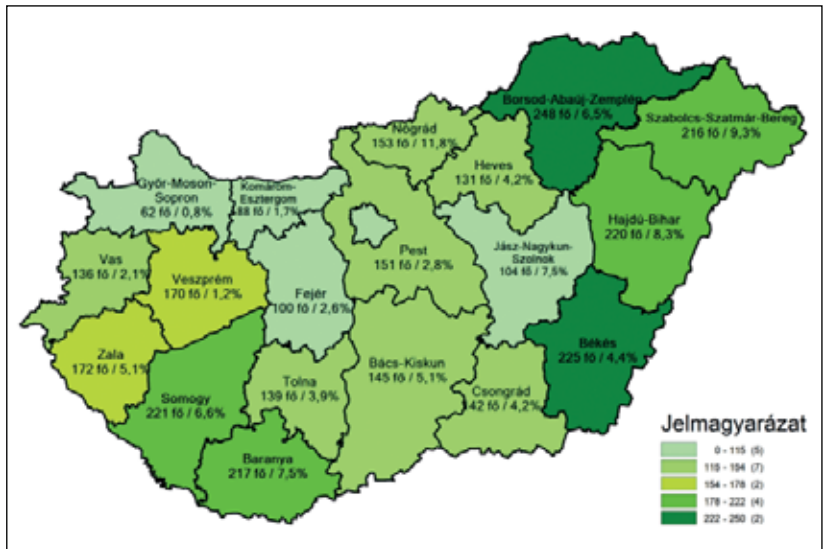 Borsod-Abaúj-Zemplén
248 fő / 6,5%
Szabolcs-Szatmár-Bereg
216 fő / 9,3%
Nógrád
153 fő / 11,8%
Heves
131 fő / 4,2%
Győr-Moson-
Sopron
62 fő / 0,8%
Komárom-
Esztergom
88 fő / 1,7%
Hajdú-Bihar
220 fő / 8,3%
Vas
136 fő / 2,1%
Veszprém
170 fő / 1,2%
Fejér
100 fő / 2,6%
Pest
151 fő / 2,8%
Jász-Nagykun-
Szolnok
104 fő / 7,5%
Zala
172 fő / 5,1%
Somogy
221 fő / 6,6%
Tolna
139 fő / 3,9%
Bács-Kiskun
145 fő / 5,1%
Csongrád
142 fő / 4,2%
Békés
225 fő / 4,4%
Baranya
217 fő / 7,5%
Jelmagyarázat
0 - 115 (5)
115 - 154 (7)
154 - 178 (2)
178 - 222 (4)
222 - 250 (2)